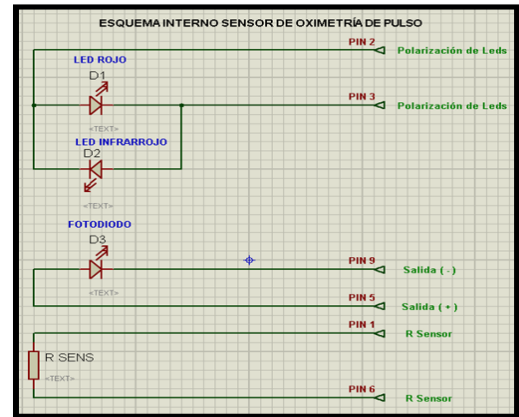 ESQUEMA INTERNO SENSOR DE OXIMETRÍA DE PULSO
PIN 2
Polarización de Leds
LED ROJO
D1
PIN 3
Polarización de Leds
<TEXT>
LED INFRARROJO
D2
<TEXT>
FOTODIODO
D3
PIN 9
Salida ( - )
<TEXT>
PIN 5
Salida ( + )
PIN 1
R Sensor
R SENS
<TEXT>
PIN 6
R Sensor